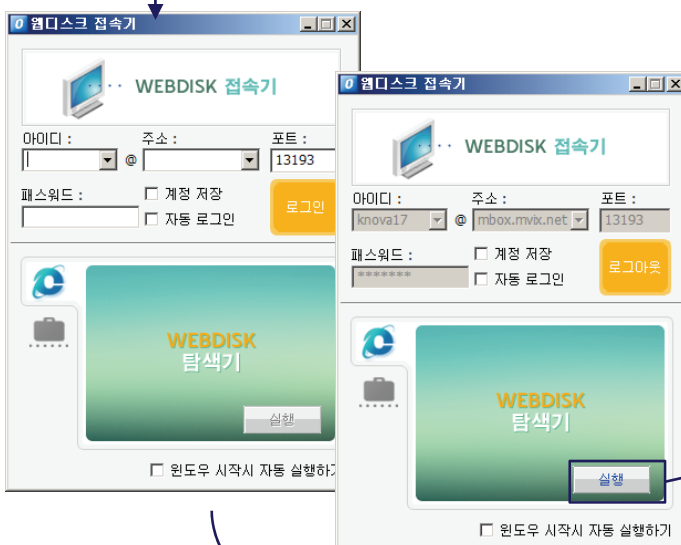 웹디스크 접속기
WEBDISK 접속기
아이디 : 주소 : 포트 :
@ 13193
패스워드 : 계정 저장
자동 로그인
로그인
WEBDISK
탐색기
실행
윈도우 시작시 자동 실행하기
웹디스크 접속기
WEBDISK 접속기
아이디 : 주소 : 포트 :
knova17 @ mbox.mvix.net 13193
패스워드 : 계정 저장
******* 자동 로그인
로그아웃
WEBDISK
탐색기
실행
윈도우 시작시 자동 실행하기